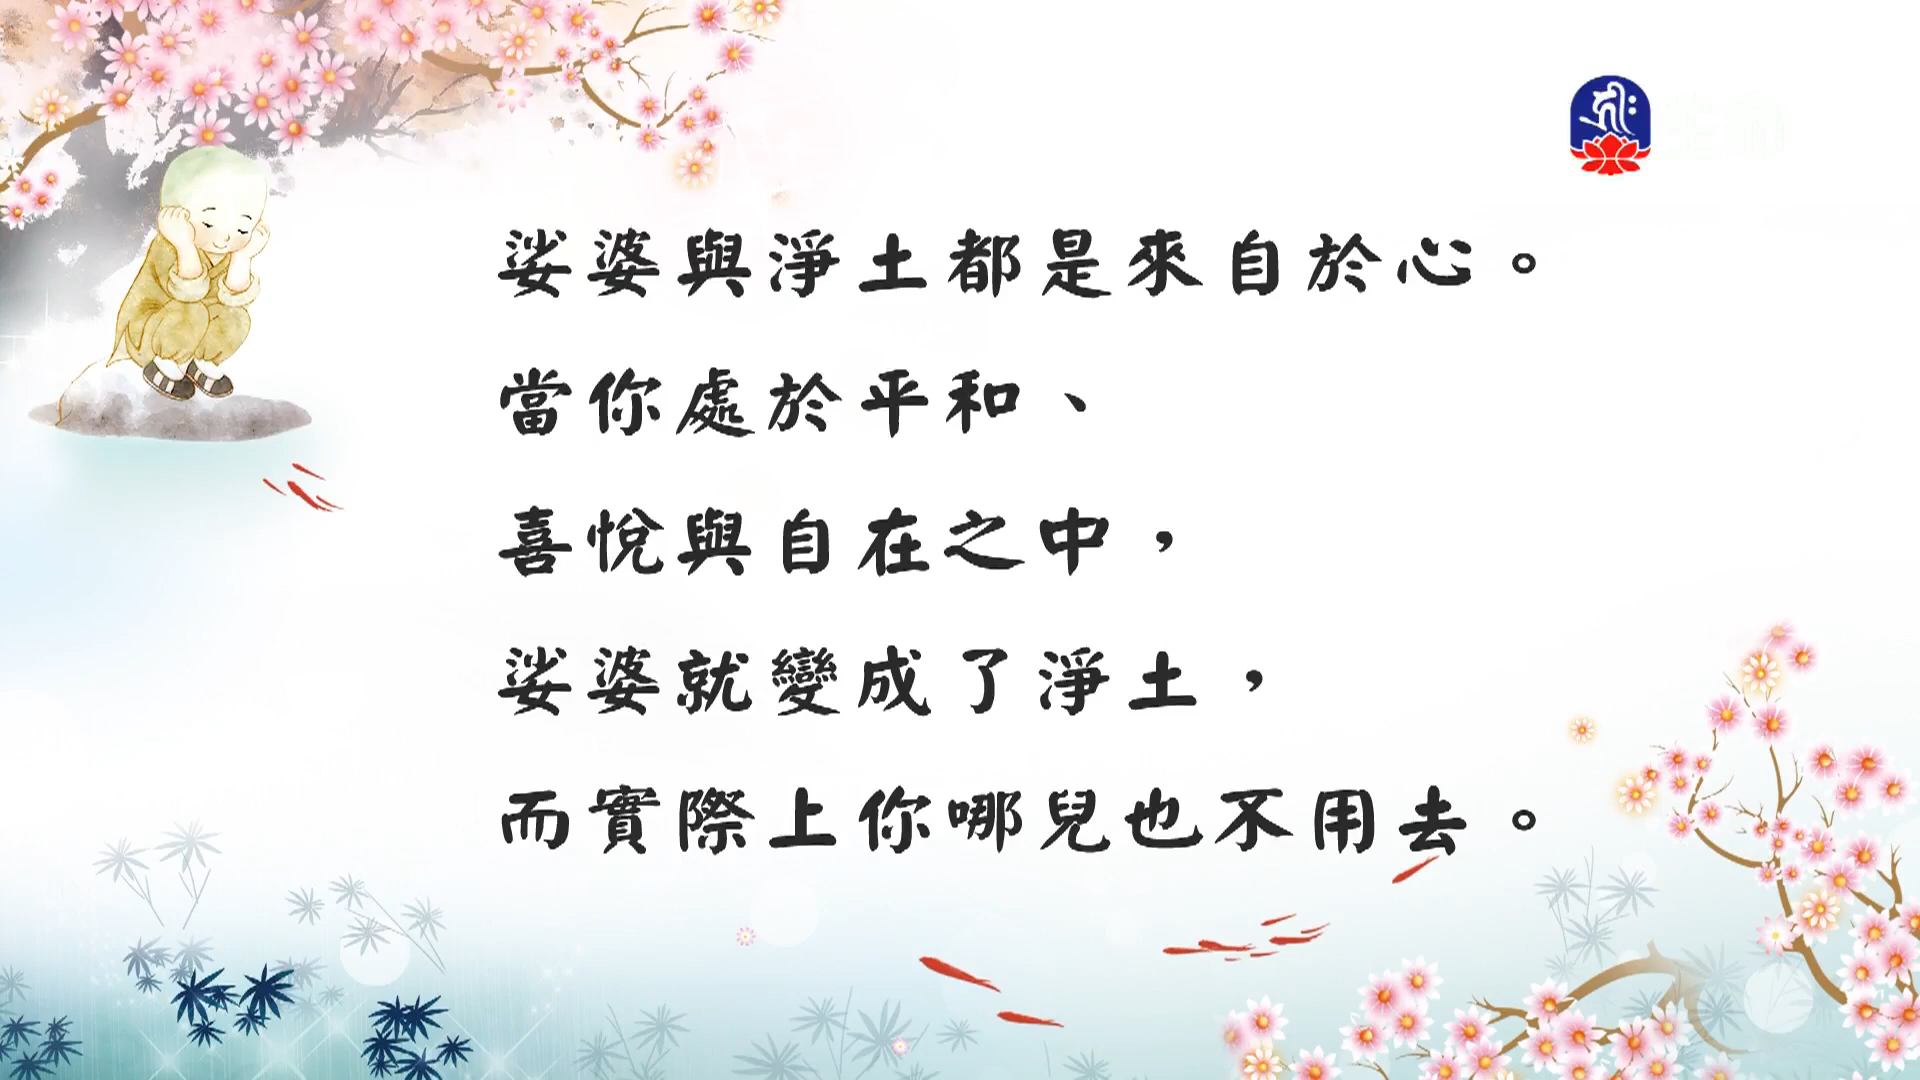 娑婆與淨土都是來自於心。
當你處於平和、
喜悅與自在之中，
娑婆就變成了淨土，
而實際上你哪兒也不用去。